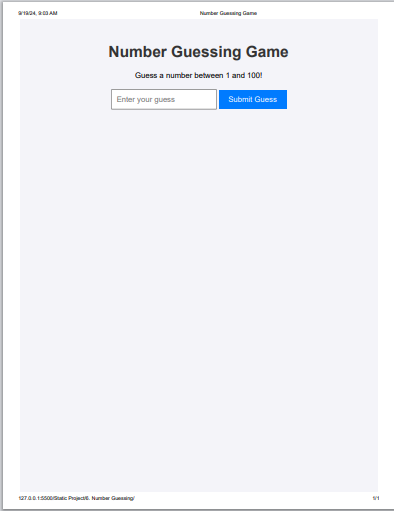 9/19/24, 9:03 AM Number Guessing Game
Number Guessing Game
Guess a number between 1 and 100!
Enter your guess Submit Guess
127.0.0.1:5500/Static Project/6. Number Guessing/ 1/1